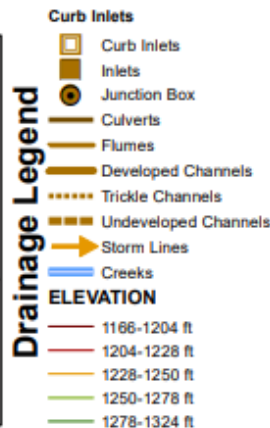 Drainage Legend
Curb Inlets
Curb Inlets
Inlets
Junction Box
Culverts
Flumes
Developed Channels
Trickle Channels
Undeveloped Channels
Storm Lines
Creeks
ELEVATION
1166-1204 ft
1204-1228 ft
1228-1250 ft
1250-1278 ft
1278-1324 ft